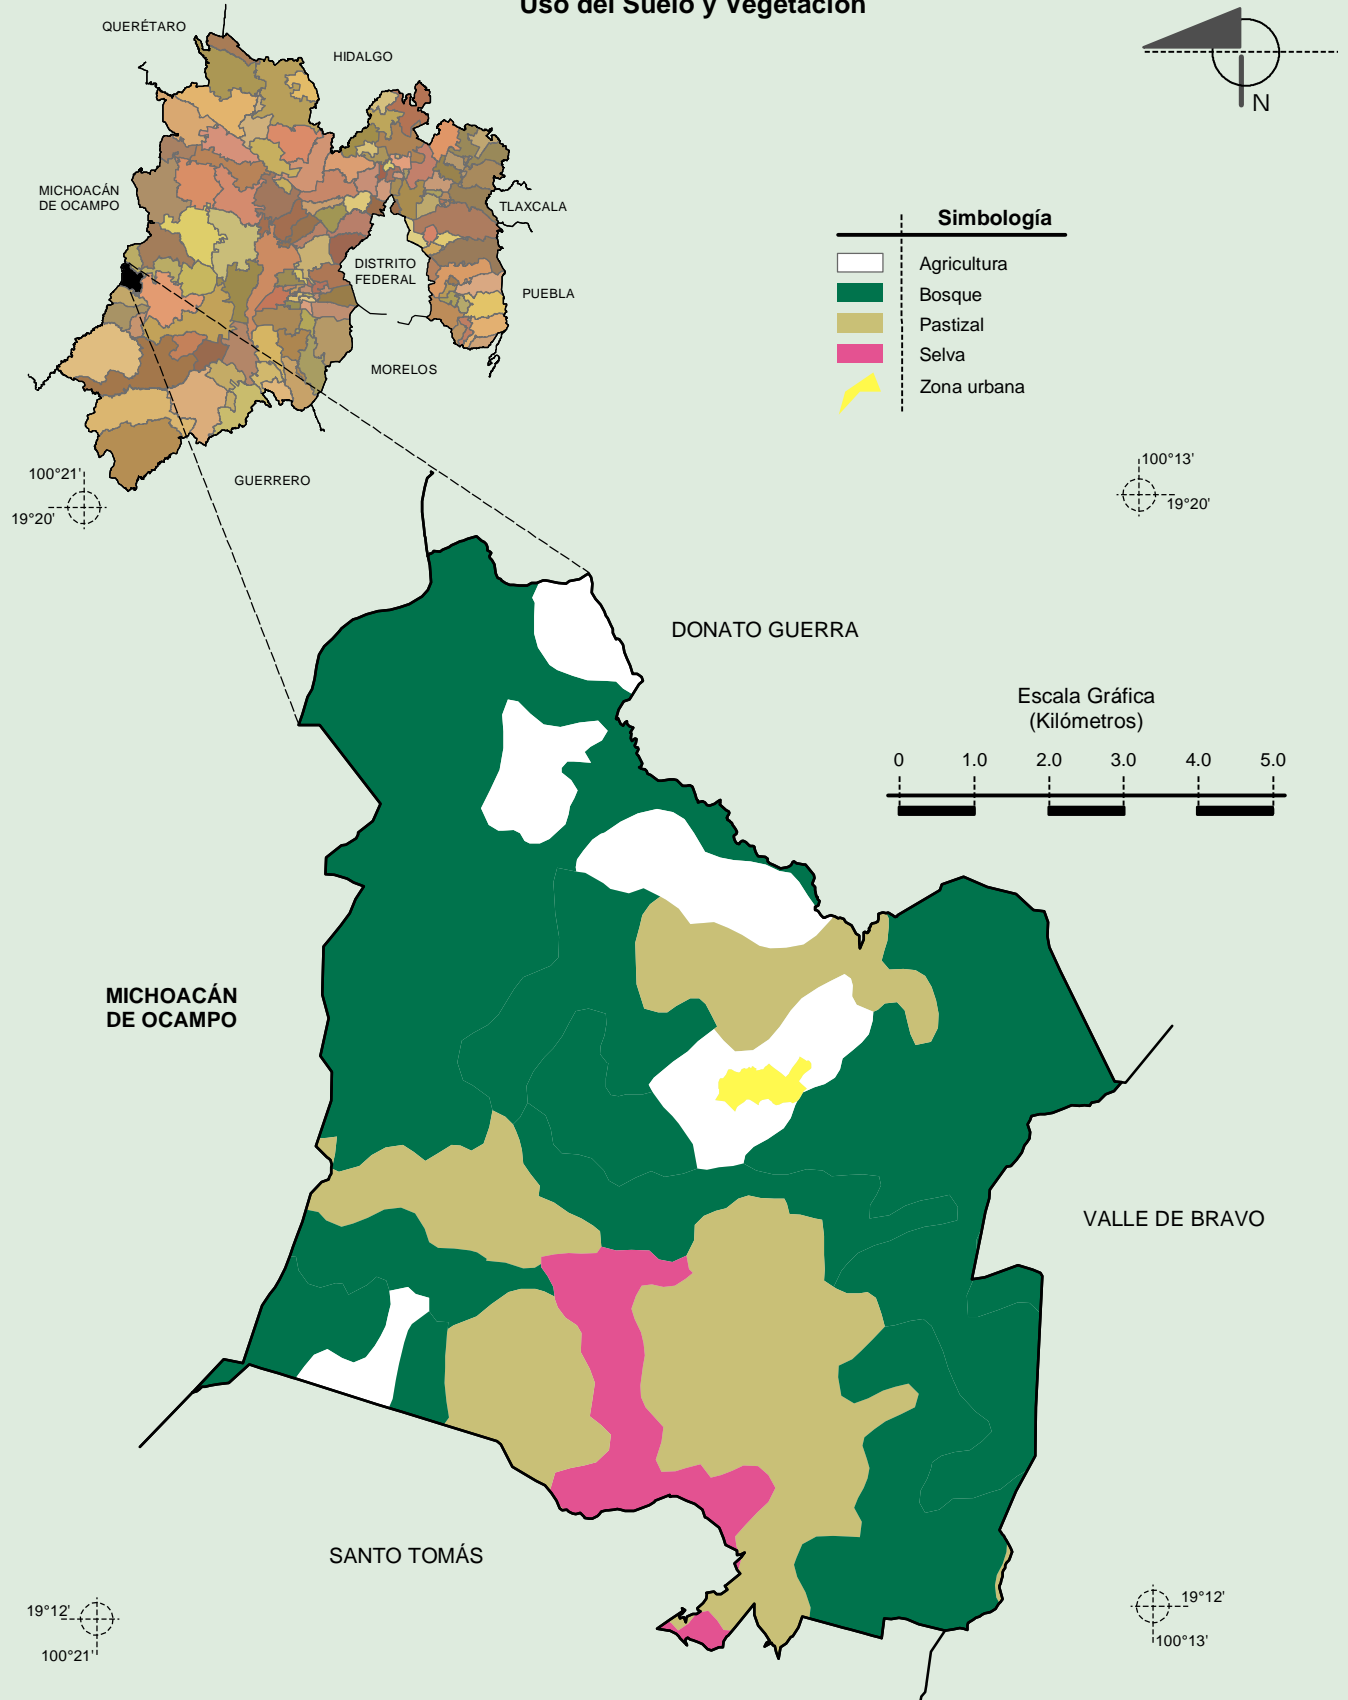 Uso del Suelo y Vegetación
QUERÉTARO
HIDALGO
N
MICHOACÁN
DE OCAMPO
TLAXCALA
DISTRITO
FEDERAL
PUEBLA
MORELOS
GUERRERO
Simbología
Agricultura
Bosque
Pastizal
Selva
Zona urbana
100°21'
19°20'
100°13'
19°20'
DONATO GUERRA
Escala Gráfica
(Kilómetros)
0 1.0 2.0 3.0 4.0 5.0
MICHOACÁN
DE OCAMPO
VALLE DE BRAVO
SANTO TOMÁS
19°12'
100°21'
19°12'
100°13'